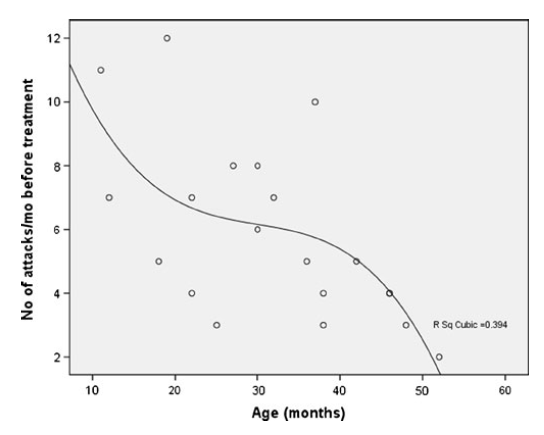 No of attacks/mo before treatment
12
10
8
6
4
2
R Sq Cubic =0.394
10 20 30 40 50 60
Age (months)